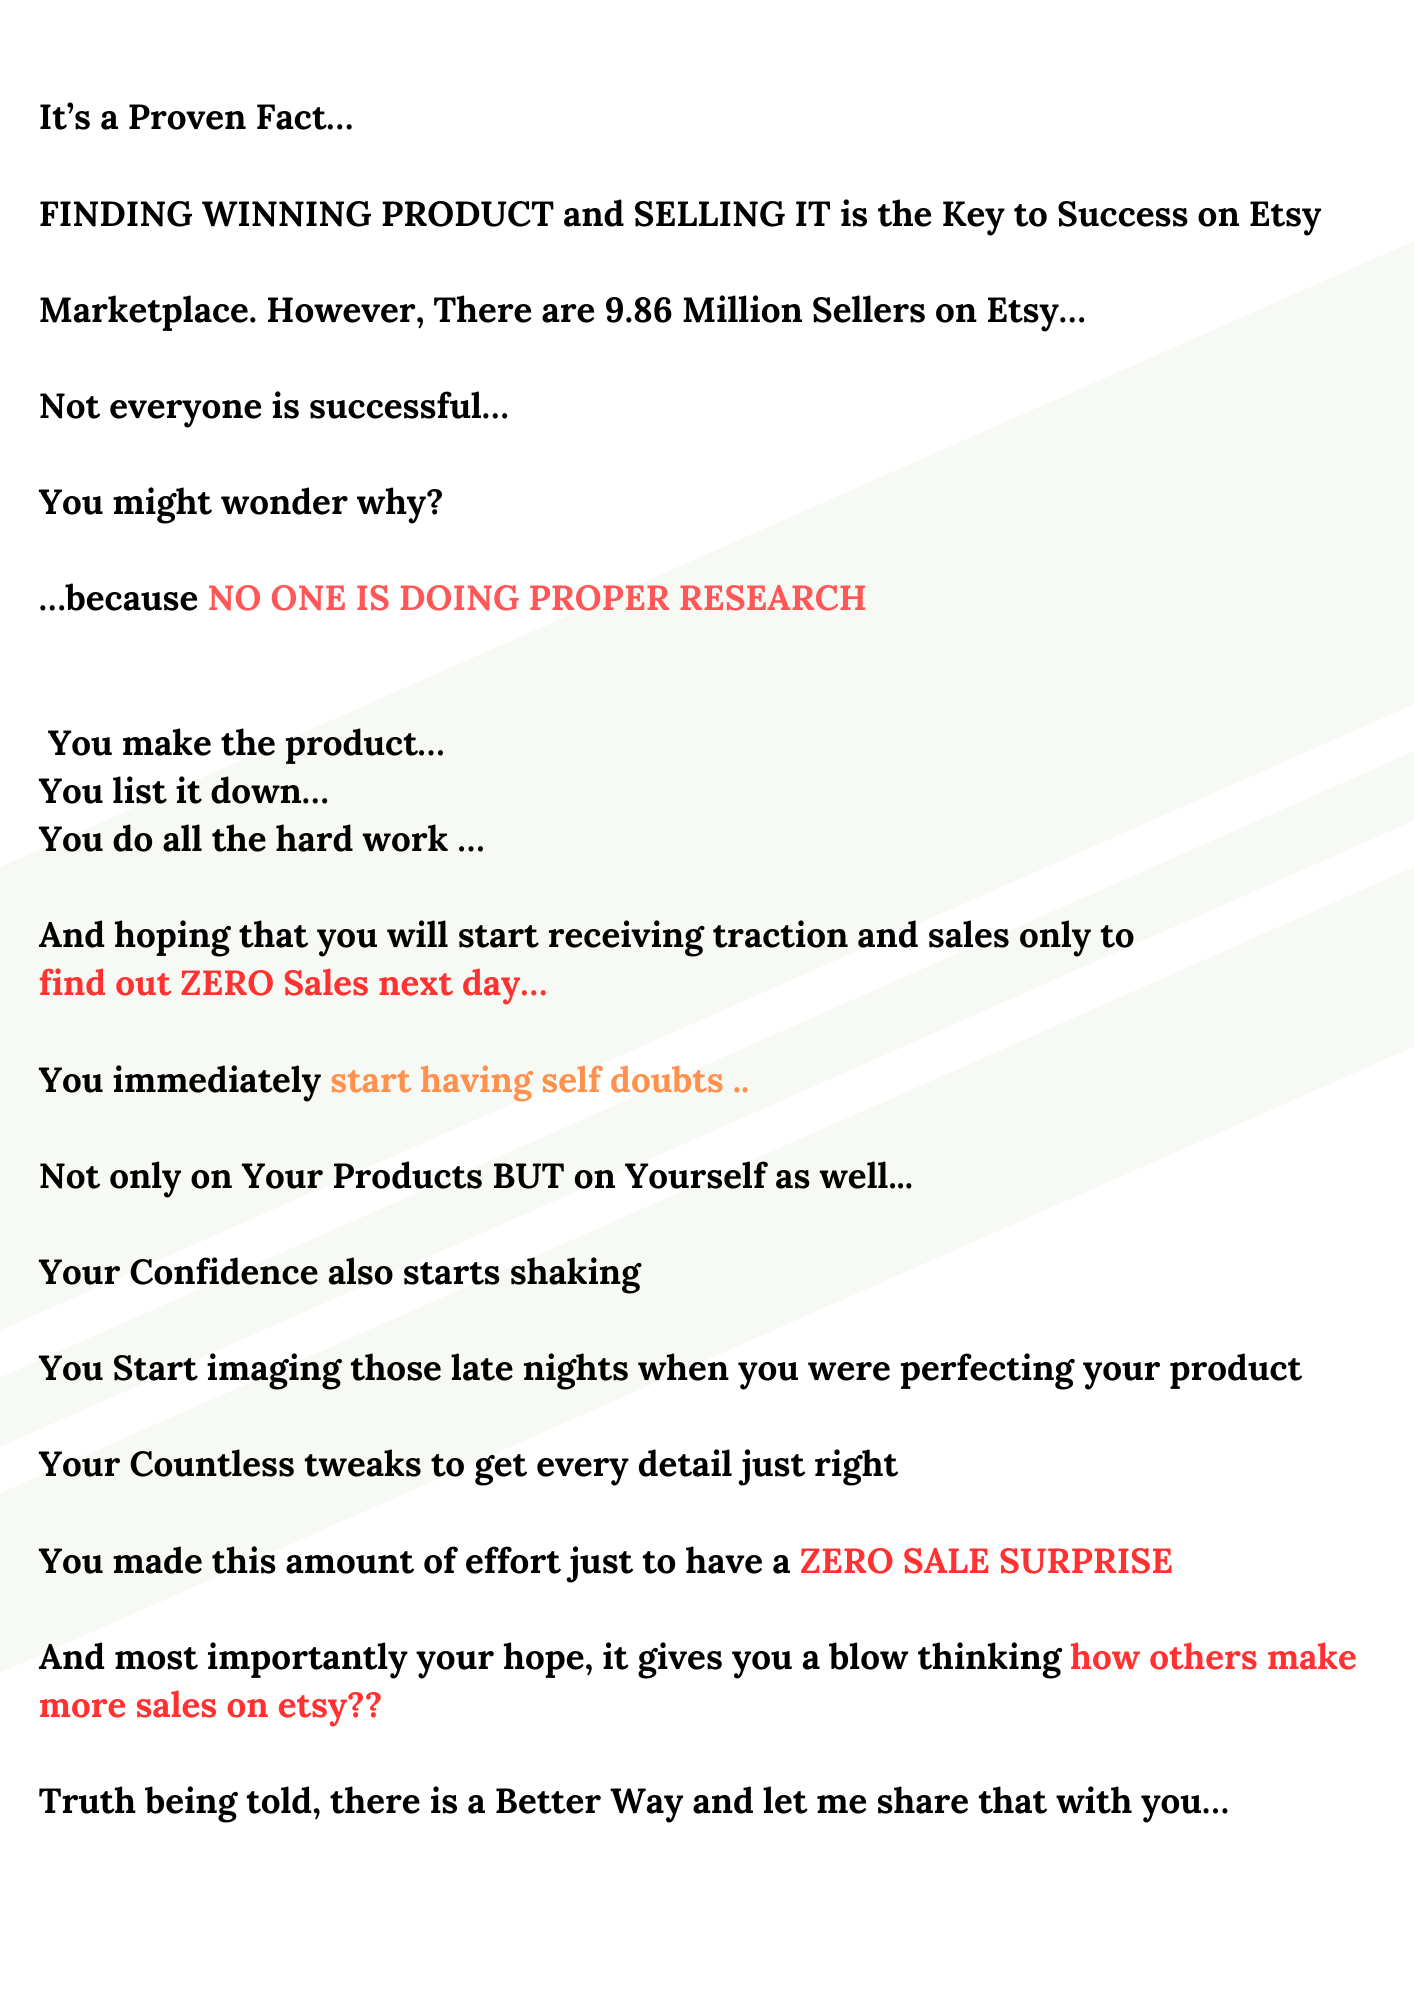 It’s a Proven Fact...
FINDING WINNING PRODUCT and SELLING IT is the Key to Success on Etsy
Marketplace. However, There are 9.86 Million Sellers on Etsy...
Not everyone is successful...
You might wonder why?
...because NO ONE IS DOING PROPER RESEARCH
You make the product...
You list it down...
You do all the hard work ...
And hoping that you will start receiving traction and sales only to
find out ZERO Sales next day...
You immediately start having self doubts ..
Not only on Your Products BUT on Yourself as well...
Your Confidence also starts shaking
You Start imaging those late nights when you were perfecting your product
Your Countless tweaks to get every detail just right
You made this amount of effort just to have a ZERO SALE SURPRISE
And most importantly your hope, it gives you a blow thinking how others make
more sales on etsy??
Truth being told, there is a Better Way and let me share that with you...